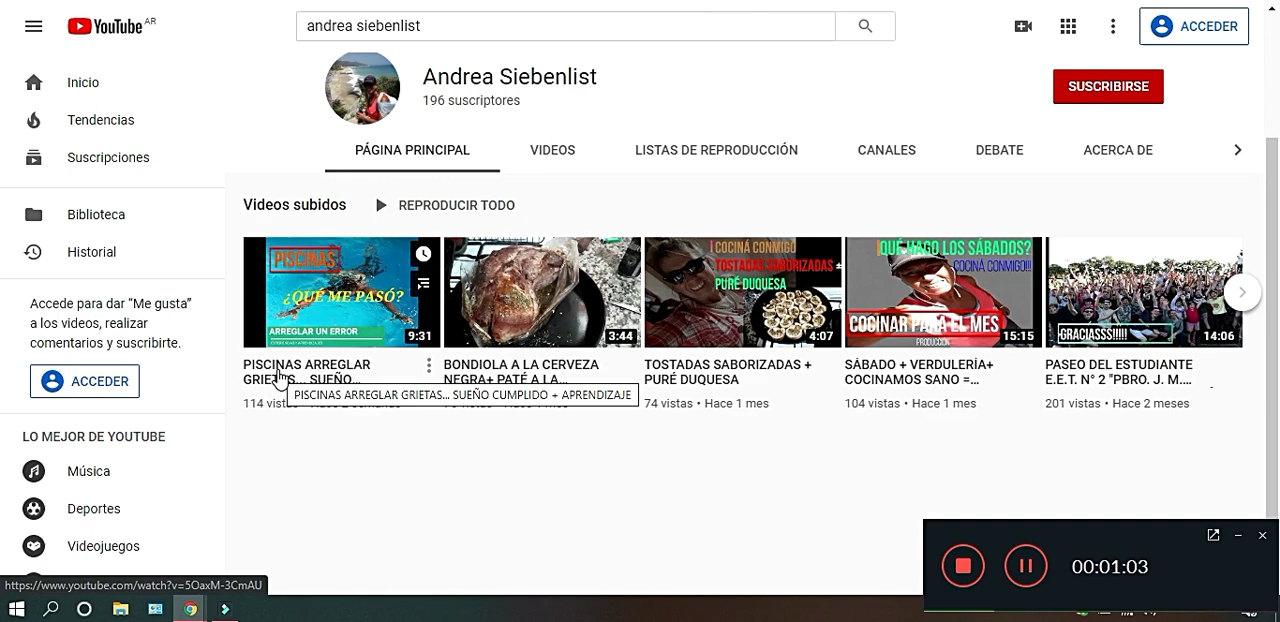 YouTube AR
andrea siebenlist
ACCEDER
Inicio
Tendencias
Suscripciones
Biblioteca
Historial
Accede para dar “Me gusta”
a los videos, realizar
comentarios y suscribirte.
ACCEDER
LO MEJOR DE YOUTUBE
Música
Deportes
Videojuegos
Andrea Siebenlist
196 suscriptores
SUSCRIBIRSE
PÁGINA PRINCIPAL VIDEOS LISTAS DE REPRODUCCIÓN CANALES DEBATE ACERCA DE
Videos subidos REPRODUCIR TODO
PISCINAS
¿QUÉ ME PASÓ?
ARREGLAR UN ERROR
9:31
PISCINAS ARREGLAR
GRIETAS... SUEÑO...
114
3:44
BONDIOLA A LA CERVEZA
NEGRA+ PATÉ A LA...
PISCINAS ARREGLAR GRIETAS... SUEÑO CUMPLIDO + APRENDIZAJE
COCINÁ CONMIGO
TOSTADAS SABORIZADAS +
PURÉ DUQUESA
4:07
TOSTADAS SABORIZADAS +
PURÉ DUQUESA
74 vistas • Hace 1 mes
QUÉ HAGO LOS SÁBADOS?
COCINÁ CONMIGO!!!
COCINAR PARA EL MES
PRODUCCIÓN
15:15
SÁBADO + VERDULERÍA+
COCINAMOS SANO =...
104 vistas • Hace 1 mes
GRACIASSS!!!!!
14:06
PASEO DEL ESTUDIANTE
E.E.T. N° 2 "PBRO. J. M....
201 vistas • Hace 2 meses
00:01:03
https://www.youtube.com/watch?v=5OaxM-3CmAU